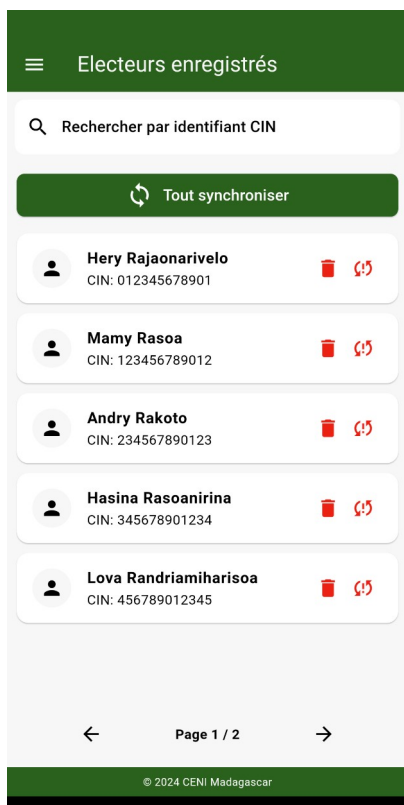 Electeurs enregistrés
Rechercher par identifiant CIN
Tout synchroniser
Hery Rajaonarivelo
CIN: 012345678901
Mamy Rasoa
CIN: 123456789012
Andry Rakoto
CIN: 234567890123
Hasina Rasoanirina
CIN: 345678901234
Lova Randriamiharisoa
CIN: 456789012345
Page 1 / 2
© 2024 CENI Madagascar